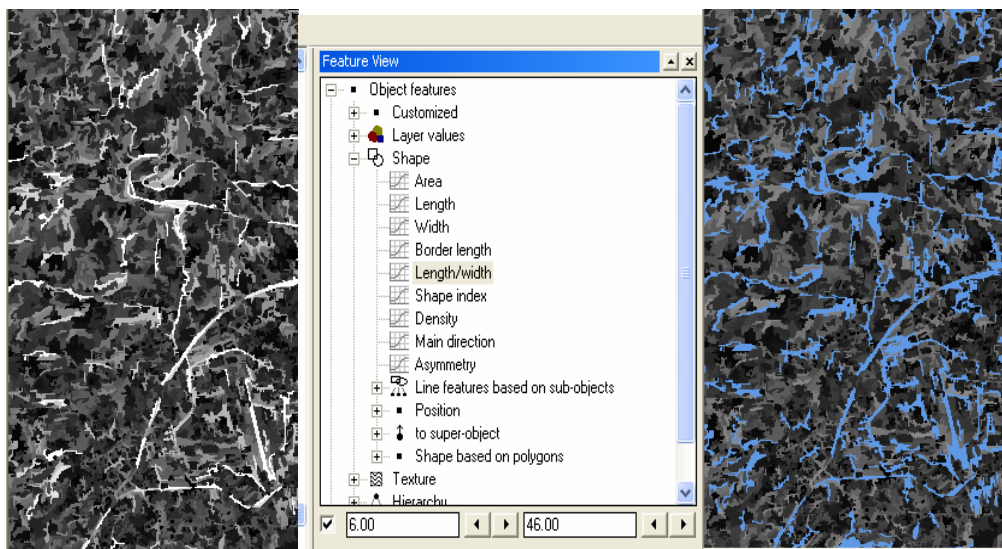 Feature View
Object features
Customized
Layer values
Shape
Area
Length
Width
Border length
Length/width
Shape index
Density
Main direction
Asymmetry
Line features based on sub-objects
Position
to super-object
Shape based on polygons
Texture
Hierarchy
6.00 46.00